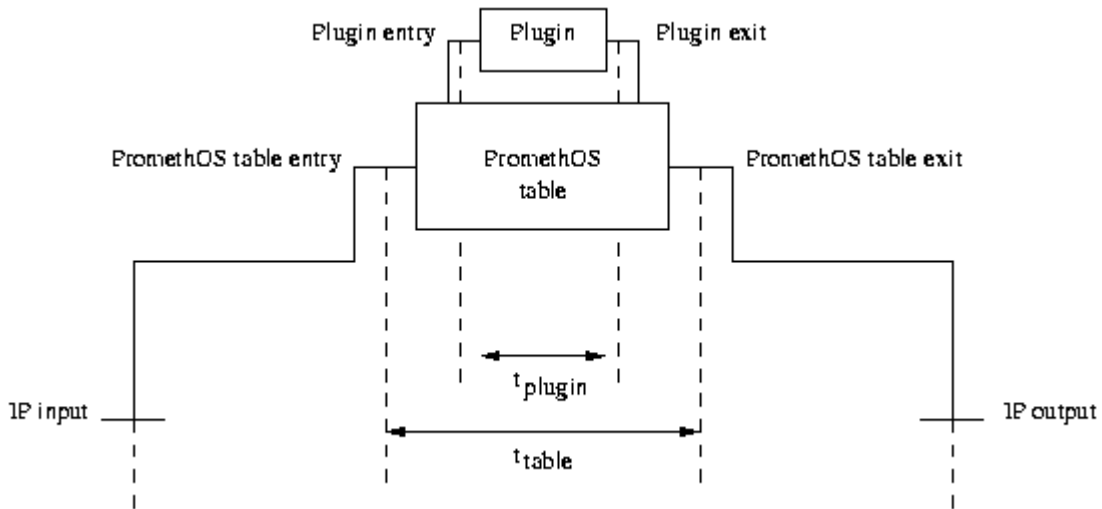 Plugin entry
Plugin
Plugin exit
PromethOS table entry
PromethOS
table
PromethOS table exit
tplugin
IP input
IP output
ttable